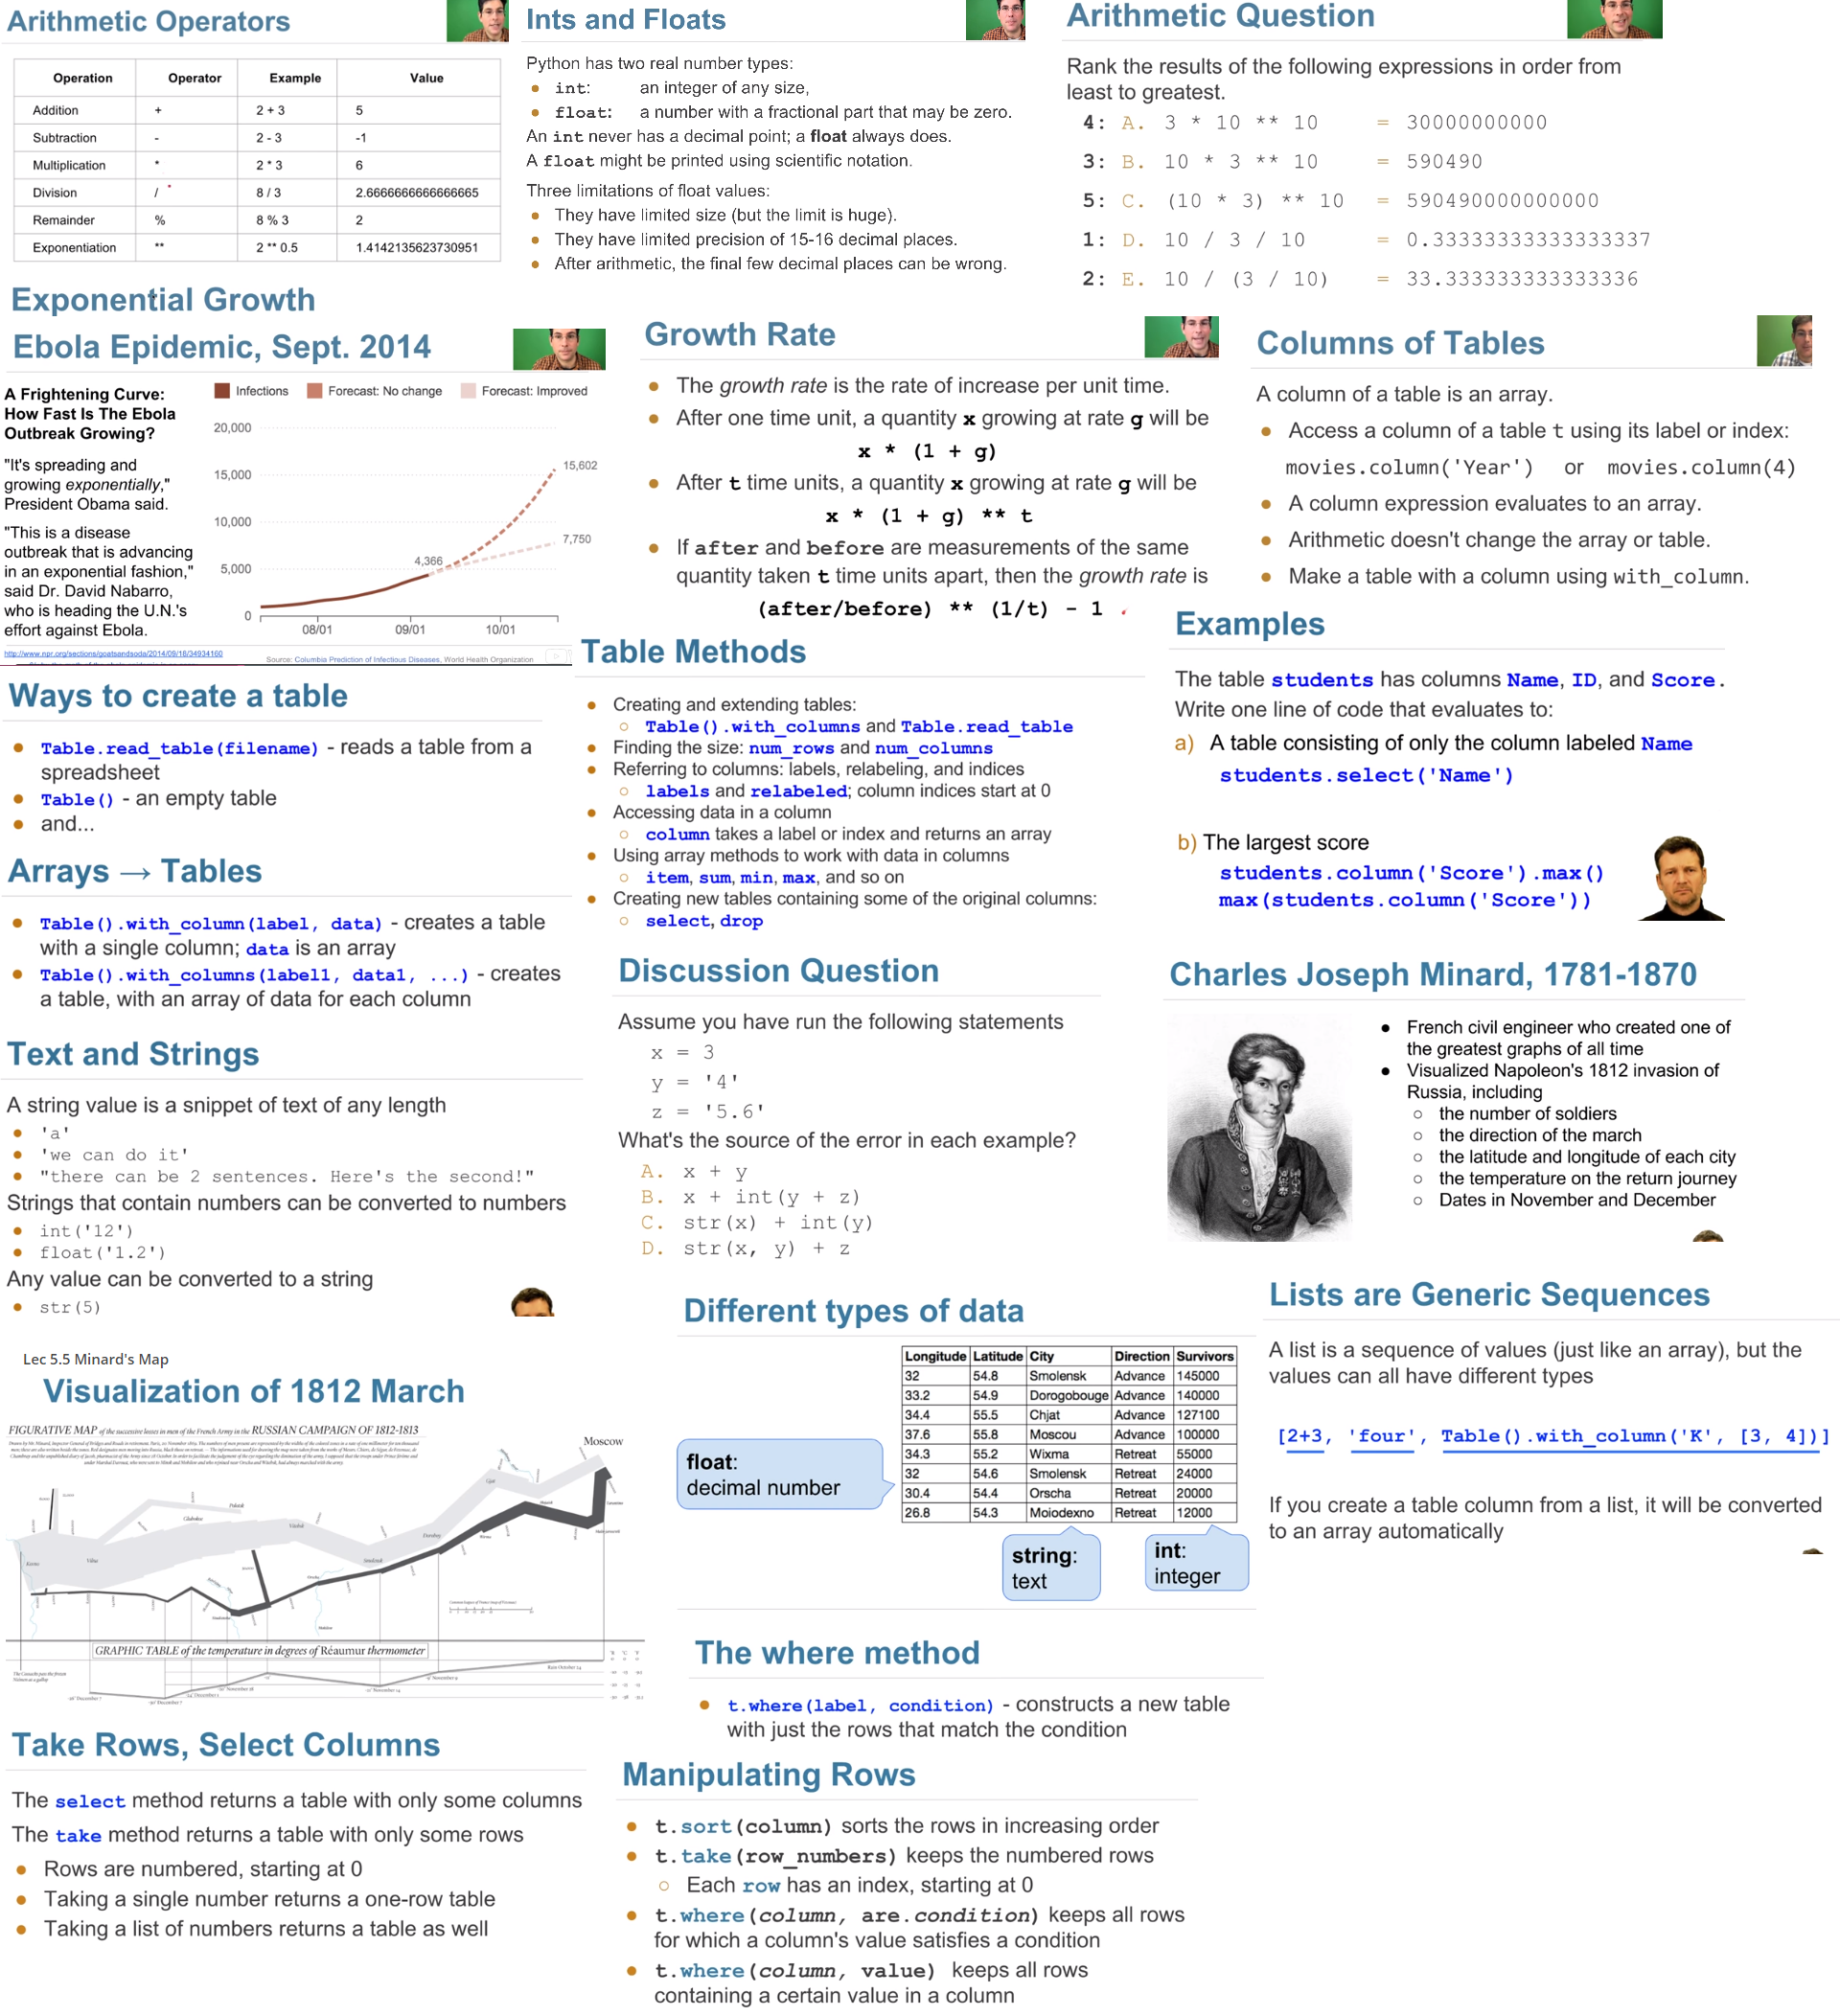 Arithmetic Operators
Operation Operator Example Value
Addition + 2 + 3 5
Subtraction - 2 - 3 -1
Multiplication * 2 * 3 6
Division / 8 / 3 2.6666666666666665
Remainder % 8 % 3 2
Exponentiation ** 2 ** 0.5 1.4142135623730951
Ints and Floats
Python has two real number types:
● int: an integer of any size,
● float: a number with a fractional part that may be zero.
An int never has a decimal point; a float always does.
A float might be printed using scientific notation.
Three limitations of float values:
● They have limited size (but the limit is huge).
● They have limited precision of 15-16 decimal places.
● After arithmetic, the final few decimal places can be wrong.
Arithmetic Question
Rank the results of the following expressions in order from
least to greatest.
4: A. 3 * 10 ** 10 = 30000000000
3: B. 10 * 3 ** 10 = 590490
5: C. (10 * 3) ** 10 = 590490000000000
1: D. 10 / 3 / 10 = 0.33333333333333337
2: E. 10 / (3 / 10) = 33.333333333333336
Exponential Growth
Ebola Epidemic, Sept. 2014
A Frightening Curve:
How Fast Is The Ebola
Outbreak Growing?
"It's spreading and
growing exponentially,"
President Obama said.
"This is a disease
outbreak that is advancing
in an exponential fashion,"
said Dr. David Nabarro,
who is heading the U.N.'s
effort against Ebola.
Infections Forecast: No change Forecast: Improved
20,000
15,000
10,000
5,000
0
15,602
7,750
4,366
08/01 09/01 10/01
http://www.npr.org/sections/goatsandsoda/2014/09/18/34934160
Source: Columbia Prediction of Infectious Diseases, World Health Organization
Growth Rate
● The growth rate is the rate of increase per unit time.
● After one time unit, a quantity x growing at rate g will be
x * (1 + g)
● After t time units, a quantity x growing at rate g will be
x * (1 + g) ** t
● If after and before are measurements of the same
quantity taken t time units apart, then the growth rate is
(after/before) ** (1/t) - 1
Columns of Tables
A column of a table is an array.
● Access a column of a table t using its label or index:
movies.column('Year') or movies.column(4)
● A column expression evaluates to an array.
● Arithmetic doesn't change the array or table.
● Make a table with a column using with_column.
Ways to create a table
● Table.read_table(filename) - reads a table from a
spreadsheet
● Table() - an empty table
● and...
Arrays → Tables
● Table().with_column(label, data) - creates a table
with a single column; data is an array
● Table().with_columns(label1, data1, ...) - creates
a table, with an array of data for each column
Table Methods
● Creating and extending tables:
○ Table().with_columns and Table.read_table
● Finding the size: num_rows and num_columns
● Referring to columns: labels, relabeling, and indices
○ labels and relabeled; column indices start at 0
● Accessing data in a column
○ column takes a label or index and returns an array
● Using array methods to work with data in columns
○ item, sum, min, max, and so on
● Creating new tables containing some of the original columns:
○ select, drop
Examples
The table students has columns Name, ID, and Score.
Write one line of code that evaluates to:
a) A table consisting of only the column labeled Name
students.select('Name')
b) The largest score
students.column('Score').max()
max(students.column('Score'))
Text and Strings
A string value is a snippet of text of any length
● 'a'
● 'we can do it'
● "there can be 2 sentences. Here's the second!"
Strings that contain numbers can be converted to numbers
● int('12')
● float('1.2')
Any value can be converted to a string
● str(5)
Discussion Question
Assume you have run the following statements
x = 3
y = '4'
z = '5.6'
What's the source of the error in each example?
A. x + y
B. x + int(y + z)
C. str(x) + int(y)
D. str(x, y) + z
Charles Joseph Minard, 1781-1870
● French civil engineer who created one of
the greatest graphs of all time
● Visualized Napoleon's 1812 invasion of
Russia, including
○ the number of soldiers
○ the direction of the march
○ the latitude and longitude of each city
○ the temperature on the return journey
○ Dates in November and December
Lec 5.5 Minard's Map
Visualization of 1812 March
FIGURATIVE MAP of the successive losses in men of the French Army in the RUSSIAN CAMPAIGN OF 1812-1813
Moscow
GRAPHIC TABLE of the temperature in degrees of Réaumur thermometer
Different types of data
Longitude Latitude City Direction Survivors
32 54.8 Smolensk Advance 145000
33.2 54.9 Dorogobouge Advance 140000
34.4 55.5 Chjat Advance 127100
37.6 55.8 Moscou Advance 100000
34.3 55.2 Wixma Retreat 55000
32 54.6 Smolensk Retreat 24000
30.4 54.4 Orscha Retreat 20000
26.8 54.3 Moiodexno Retreat 12000
float:
decimal number
string:
text
int:
integer
Lists are Generic Sequences
A list is a sequence of values (just like an array), but the
values can all have different types
[2+3, 'four', Table().with_column('K', [3, 4])]
If you create a table column from a list, it will be converted
to an array automatically
The where method
● t.where(label, condition) - constructs a new table
with just the rows that match the condition
Take Rows, Select Columns
The select method returns a table with only some columns
The take method returns a table with only some rows
● Rows are numbered, starting at 0
● Taking a single number returns a one-row table
● Taking a list of numbers returns a table as well
Manipulating Rows
● t.sort(column) sorts the rows in increasing order
● t.take(row_numbers) keeps the numbered rows
○ Each row has an index, starting at 0
● t.where(column, are.condition) keeps all rows
for which a column's value satisfies a condition
● t.where(column, value) keeps all rows
containing a certain value in a column